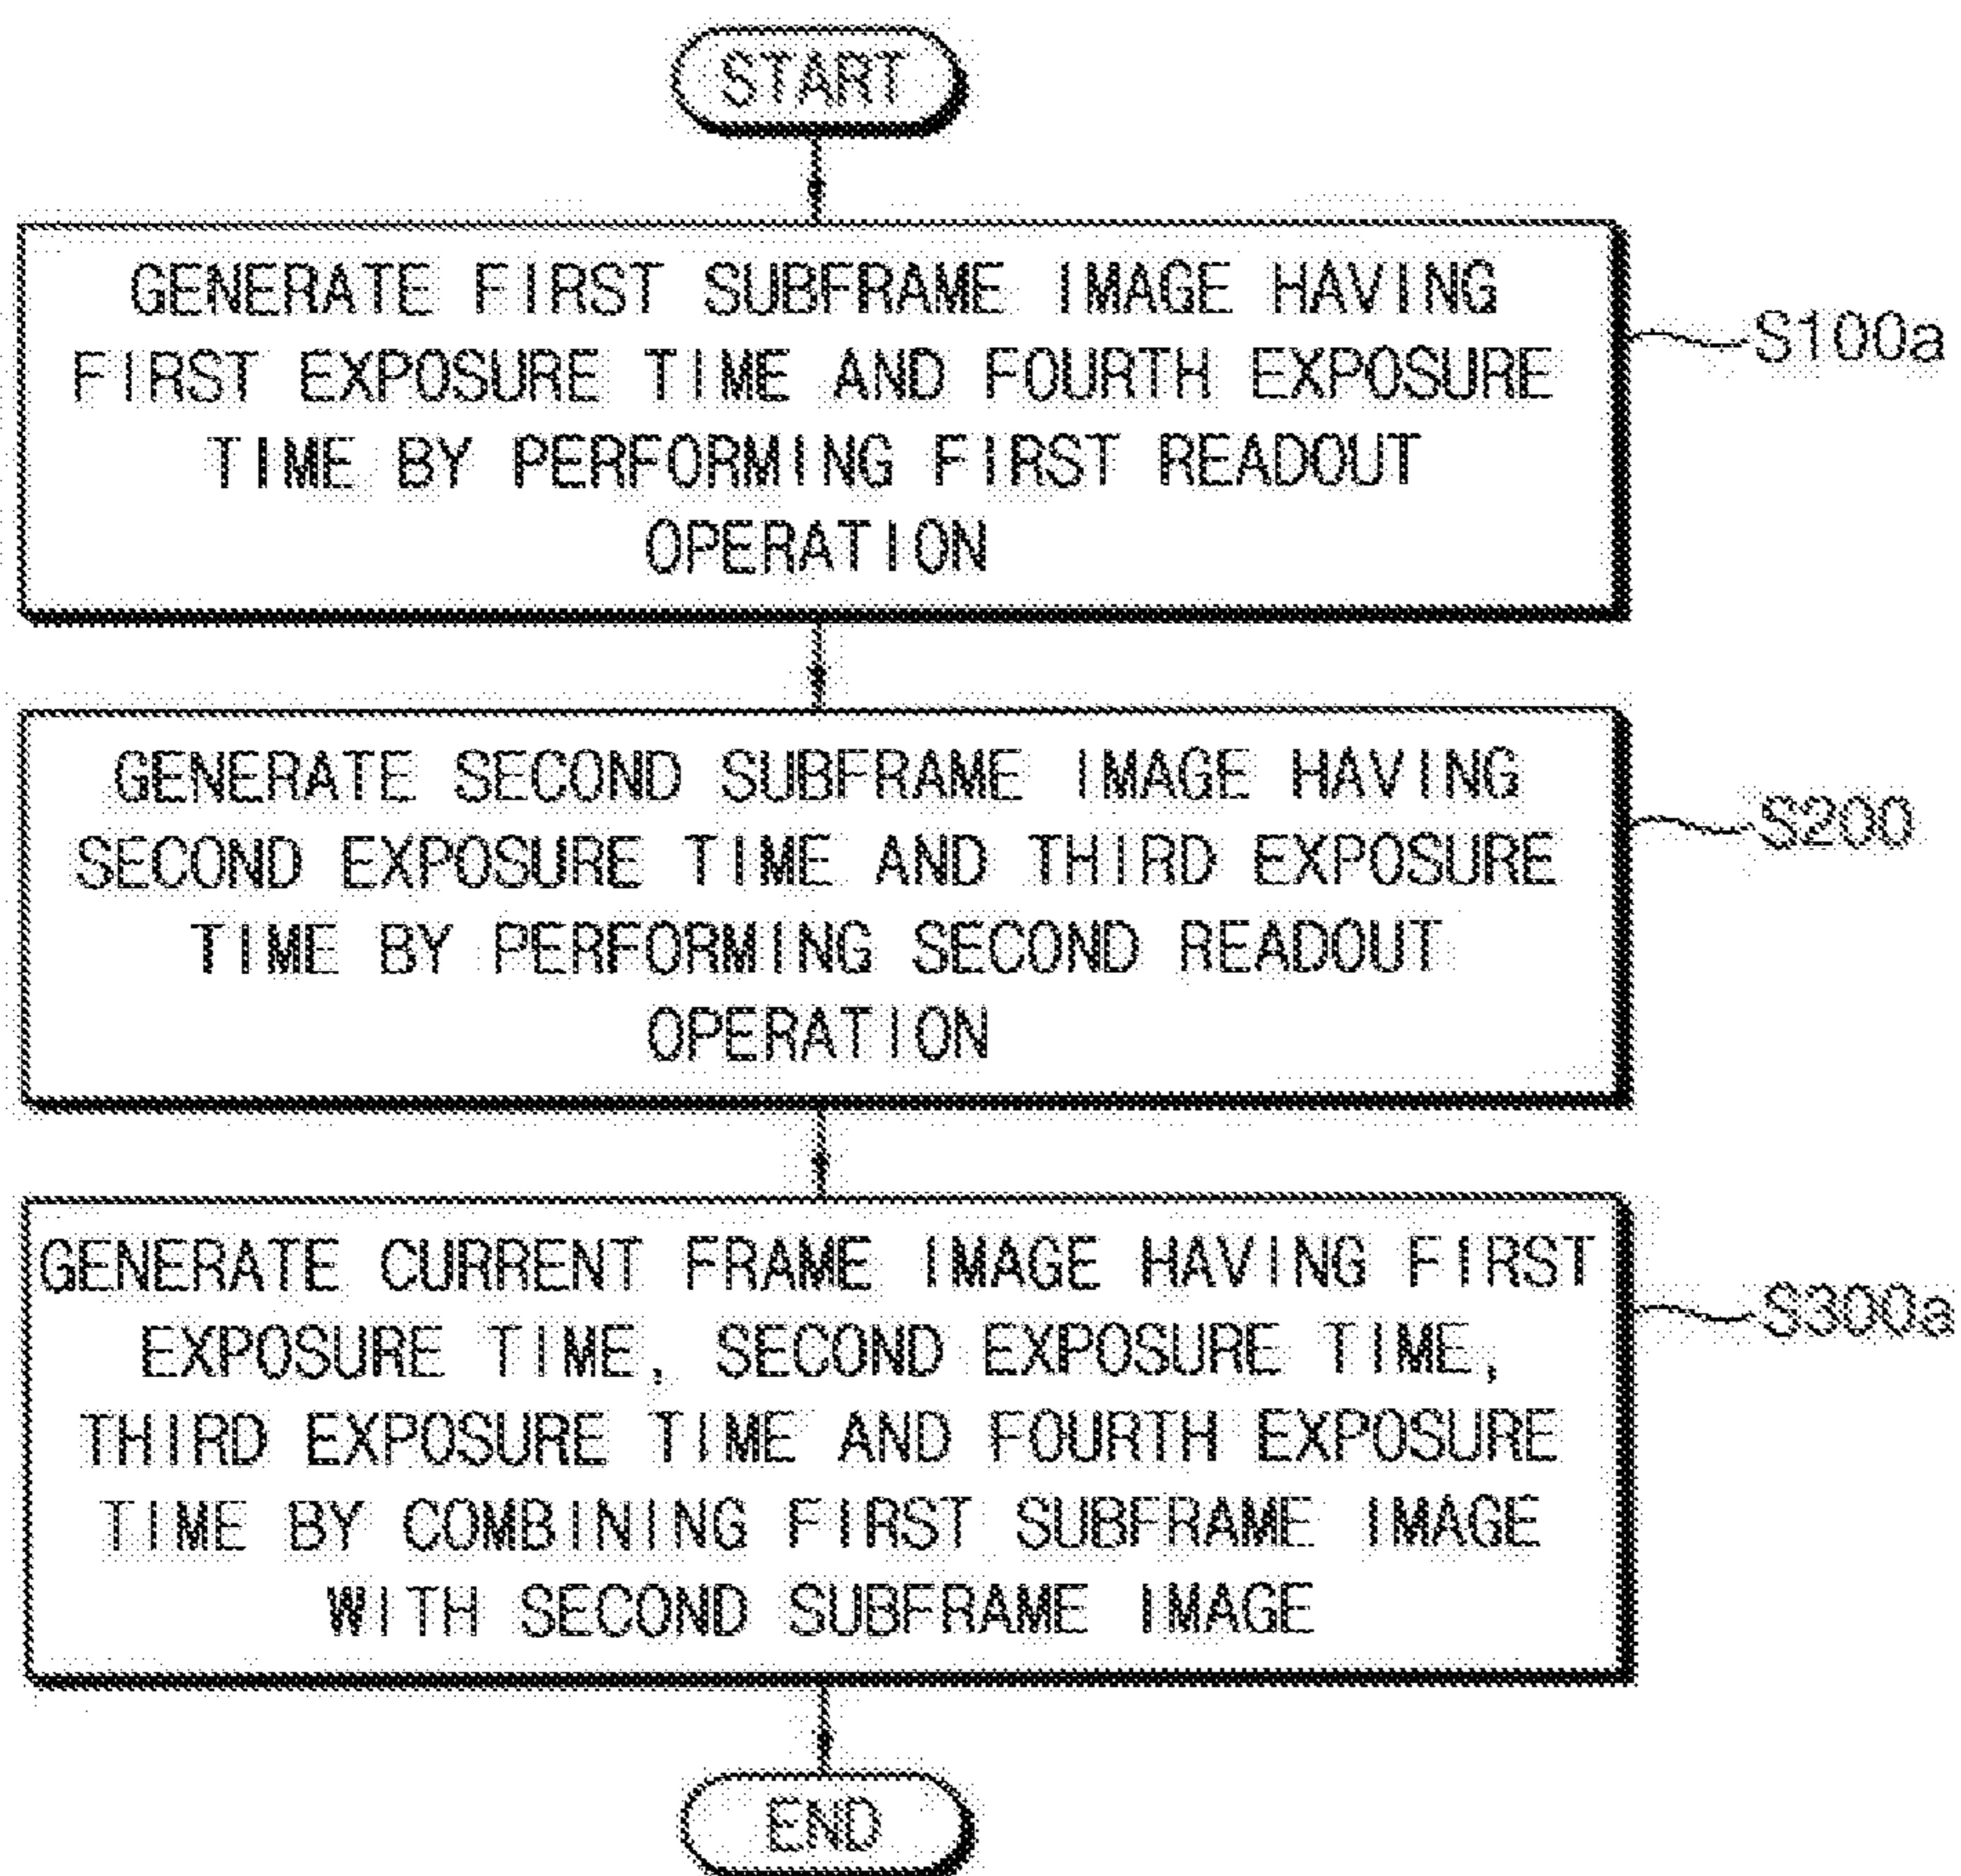 START
GENERATE FIRST SUBFRAME IMAGE HAVING
FIRST EXPOSURE TIME AND FOURTH EXPOSURE
TIME BY PERFORMING FIRST READOUT
OPERATION
S100a
GENERATE SECOND SUBFRAME IMAGE HAVING
SECOND EXPOSURE TIME AND THIRD EXPOSURE
TIME BY PERFORMING SECOND READOUT
OPERATION
S200
GENERATE CURRENT FRAME IMAGE HAVING FIRST
EXPOSURE TIME, SECOND EXPOSURE TIME,
THIRD EXPOSURE TIME AND FOURTH EXPOSURE
TIME BY COMBINING FIRST SUBFRAME IMAGE
WITH SECOND SUBFRAME IMAGE
S300a
END